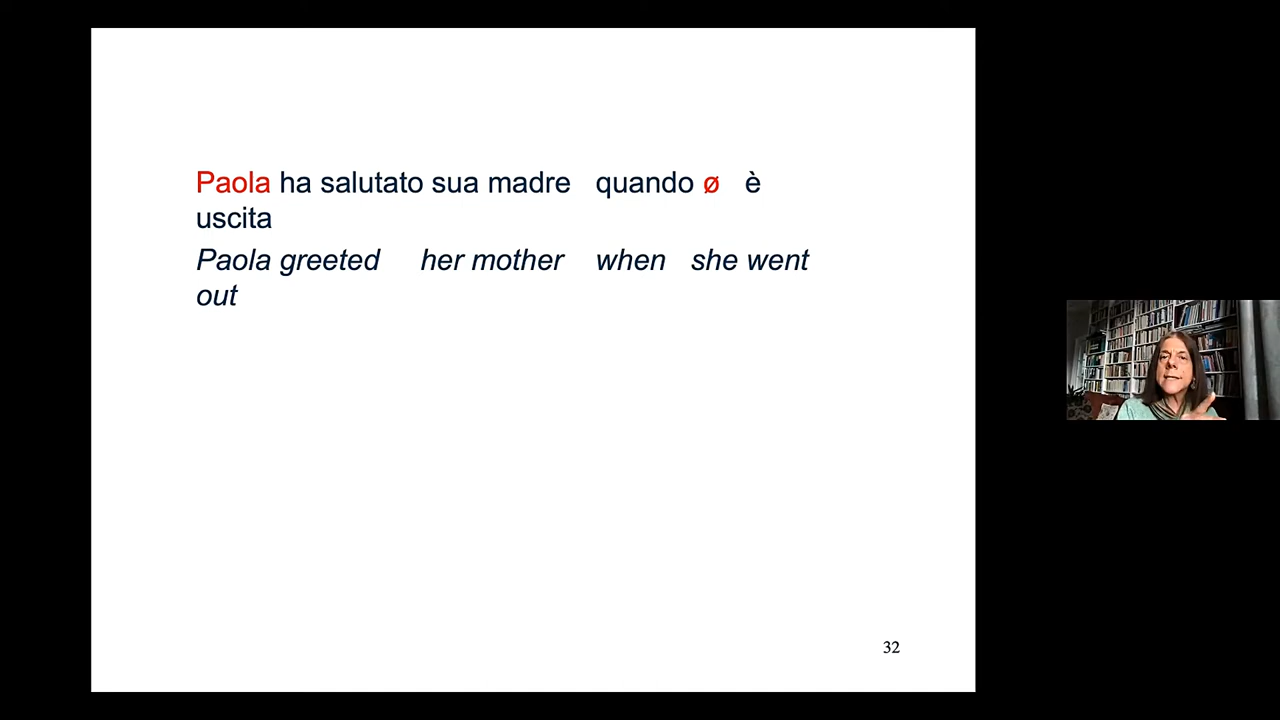 Paola ha salutato sua madre quando ø è
uscita
Paola greeted her mother when she went
out
32